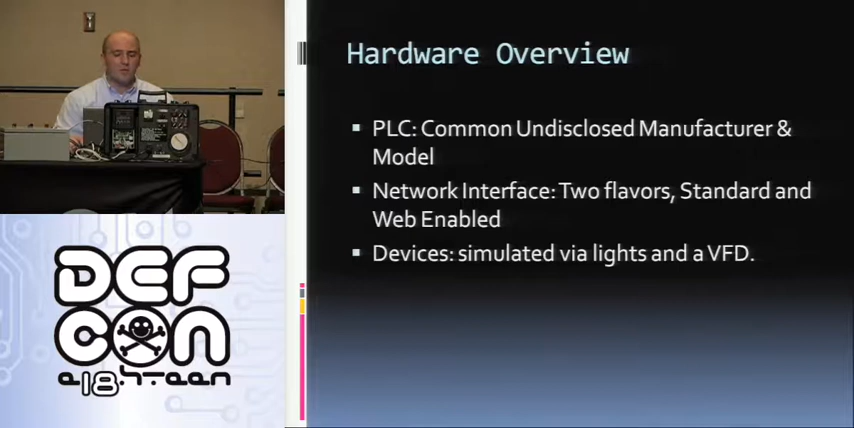 Hardware Overview
PLC: Common Undisclosed Manufacturer &
Model
Network Interface: Two flavors, Standard and
Web Enabled
Devices: simulated via lights and a VFD.
DEF
CON
e18hteen